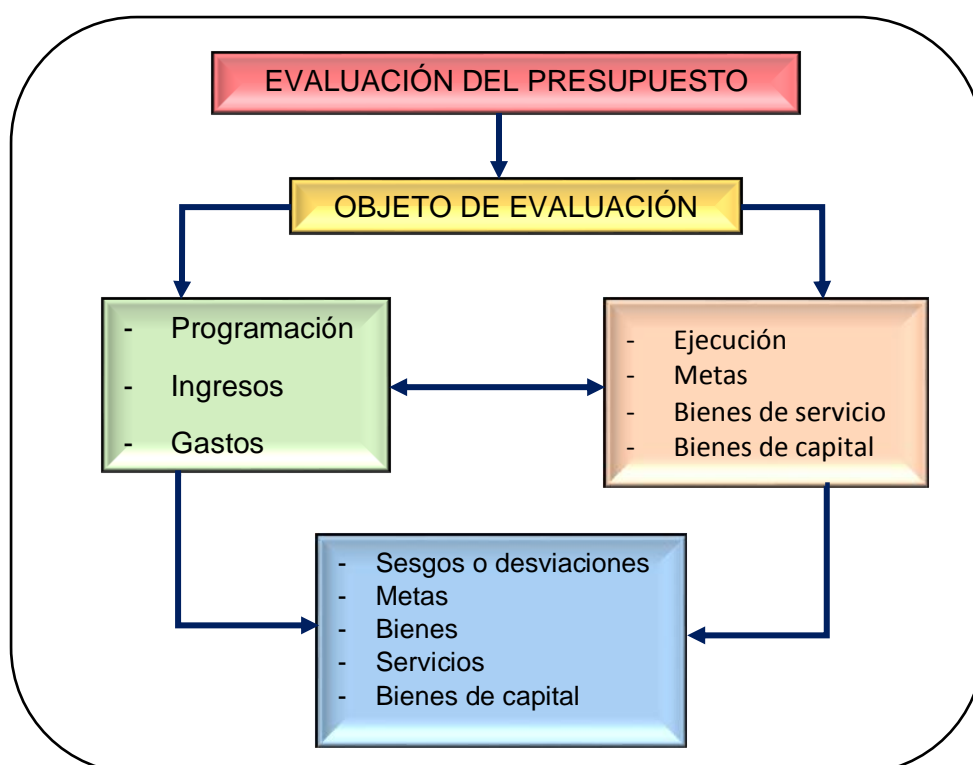 EVALUACIÓN DEL PRESUPUESTO
OBJETO DE EVALUACIÓN
- Programación
- Ingresos
- Gastos
- Ejecución
- Metas
- Bienes de servicio
- Bienes de capital
- Sesgos o desviaciones
- Metas
- Bienes
- Servicios
- Bienes de capital